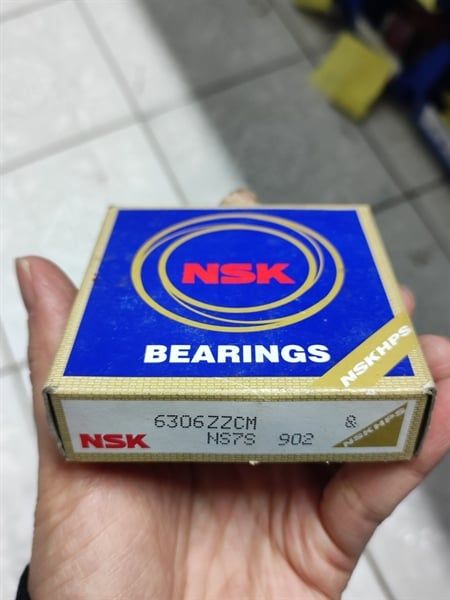 NSK
BEARINGS
NSKHPS
6306ZZCM &
NSK NS7S 902 NSKHPS